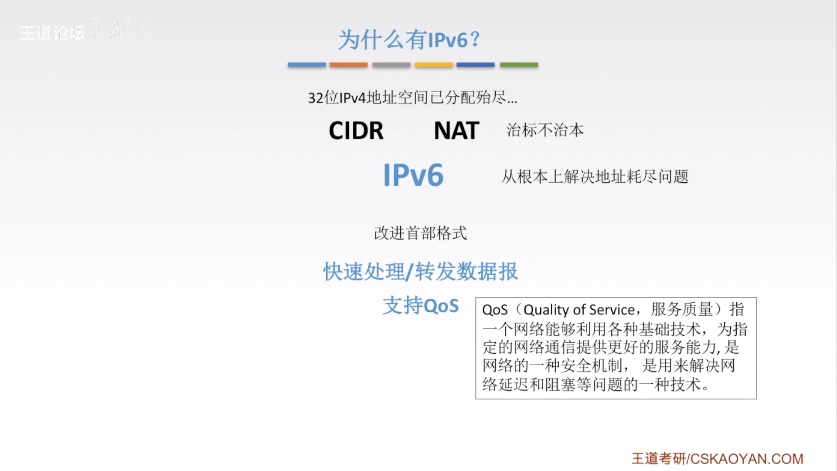 王道论坛
为什么有IPv6？
32位IPv4地址空间已分配殆尽…
CIDR NAT 治标不治本
IPv6 从根本上解决地址耗尽问题
改进首部格式
快速处理/转发数据报
支持QoS
QoS（Quality of Service，服务质量）指
一个网络能够利用各种基础技术，为指
定的网络通信提供更好的服务能力, 是
网络的一种安全机制， 是用来解决网
络延迟和阻塞等问题的一种技术。
王道考研/CSKAOYAN.COM